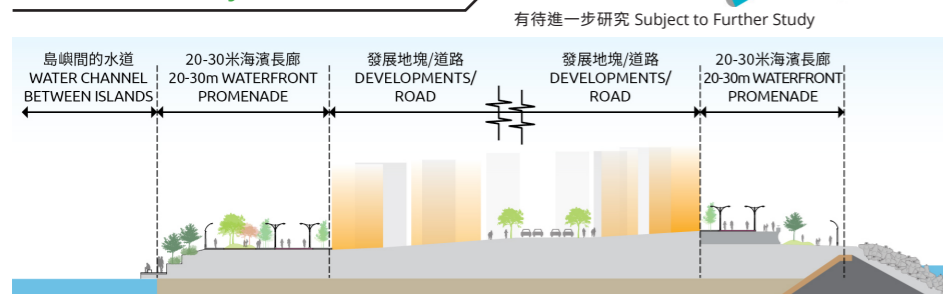 有待進一步研究 Subject to Further Study
島嶼間的水道
WATER CHANNEL
BETWEEN ISLANDS
20-30米海濱長廊
20-30m WATERFRONT
PROMENADE
發展地塊/道路
DEVELOPMENTS/
ROAD
發展地塊/道路
DEVELOPMENTS/
ROAD
20-30米海濱長廊
20-30m WATERFRONT
PROMENADE